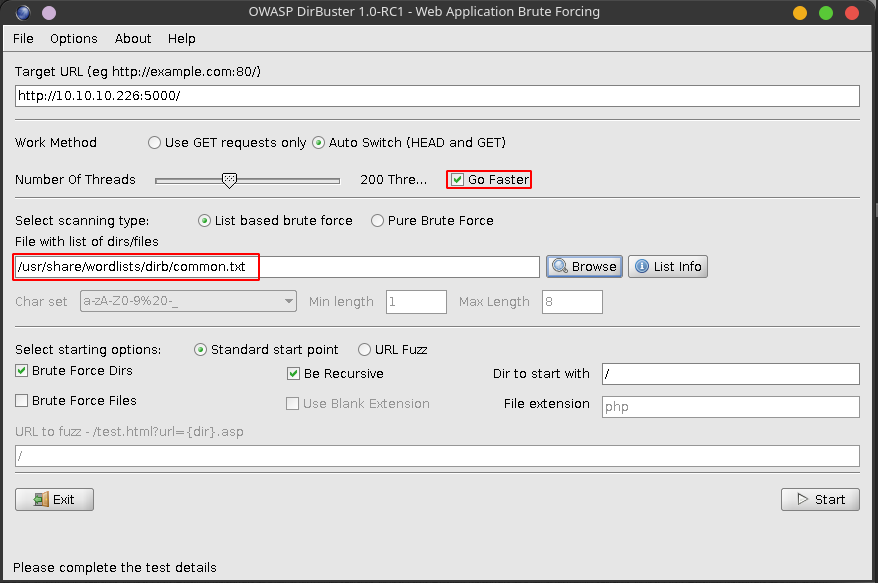 OWASP DirBuster 1.0-RC1 - Web Application Brute Forcing
File Options About Help
Target URL (eg http://example.com:80/)
http://10.10.10.226:5000/
Work Method Use GET requests only Auto Switch (HEAD and GET)
Number Of Threads 200 Thre... Go Faster
Select scanning type: List based brute force Pure Brute Force
File with list of dirs/files
/usr/share/wordlists/dirb/common.txt Browse List Info
Char set a-zA-Z0-9%20-_ Min length 1 Max Length 8
Select starting options: Standard start point URL Fuzz
Brute Force Dirs Be Recursive Dir to start with /
Brute Force Files Use Blank Extension File extension php
URL to fuzz - /test.html?url={dir}.asp
/
Exit Start
Please complete the test details